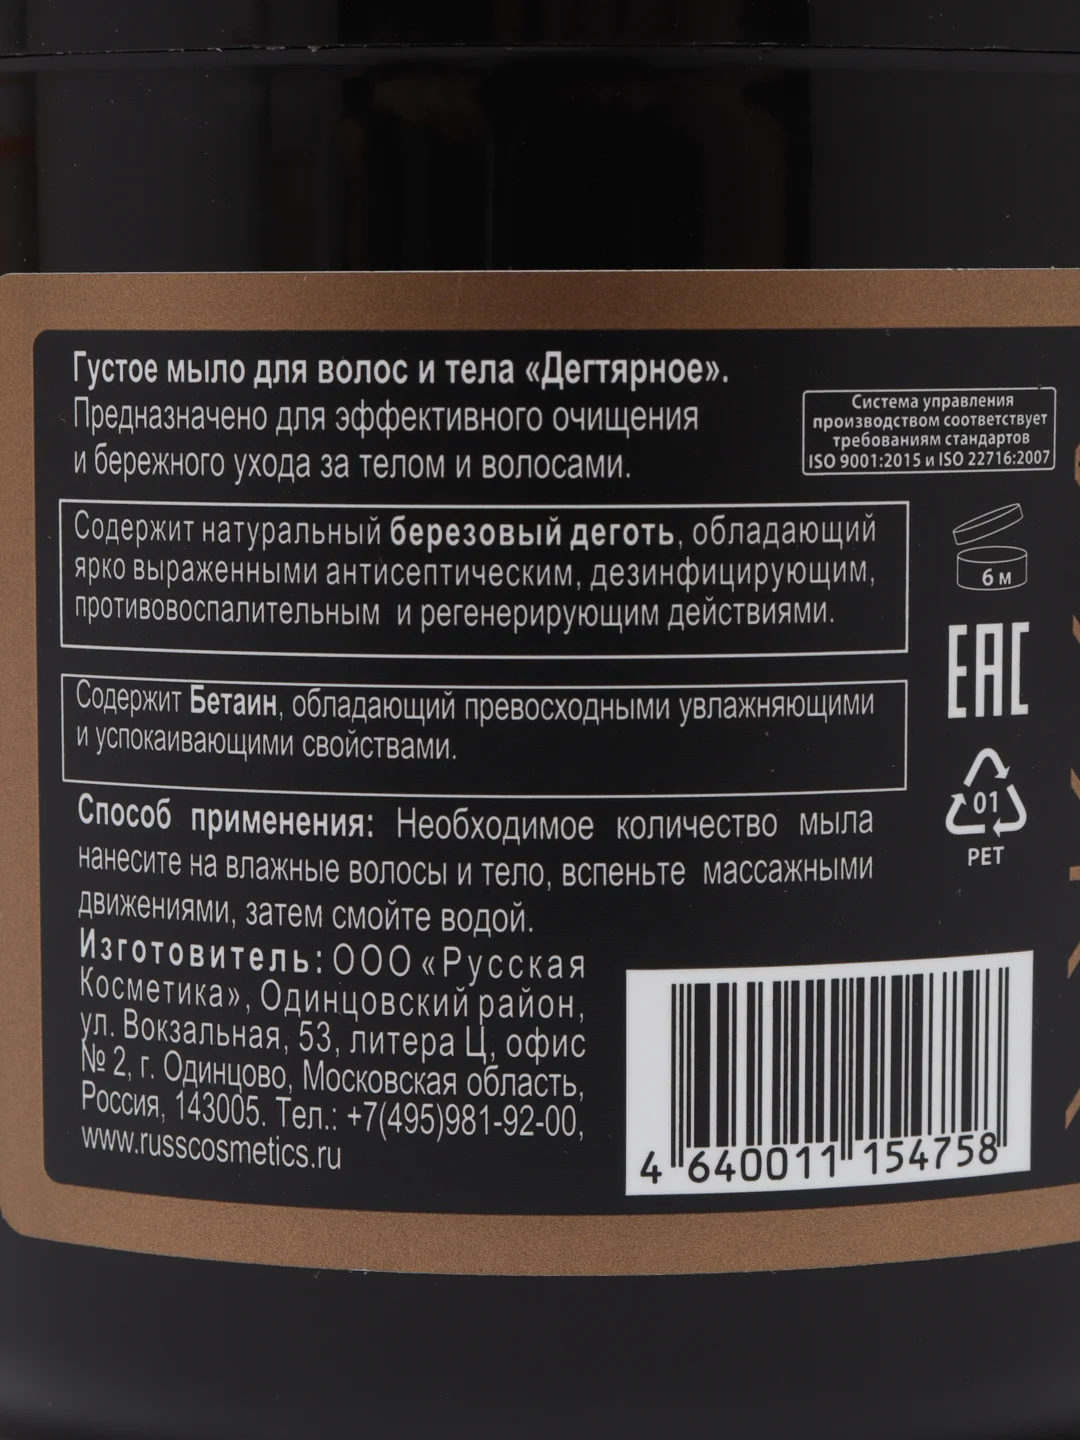 Густое мыло для волос и тела «Дегтярное».
Предназначено для эффективного очищения
и бережного ухода за телом и волосами.
Система управления
производством соответствует
требованиям стандартов
ISO 9001:2015 и ISO 22716:2007
Содержит натуральный березовый деготь, обладающий
ярко выраженными антисептическим, дезинфицирующим,
противовоспалительным и регенерирующим действиями.
6 м
EAC
Содержит Бетаин, обладающий превосходными увлажняющими
и успокаивающими свойствами.
01
PET
Способ применения: Необходимое количество мыла
нанесите на влажные волосы и тело, вспеньте массажными
движениями, затем смойте водой.
Изготовитель: ООО «Русская
Косметика», Одинцовский район,
ул. Вокзальная, 53, литера Ц, офис
№ 2, г. Одинцово, Московская область,
Россия, 143005. Тел.: +7(495)981-92-00,
www.russcosmetics.ru
4 640011 154758